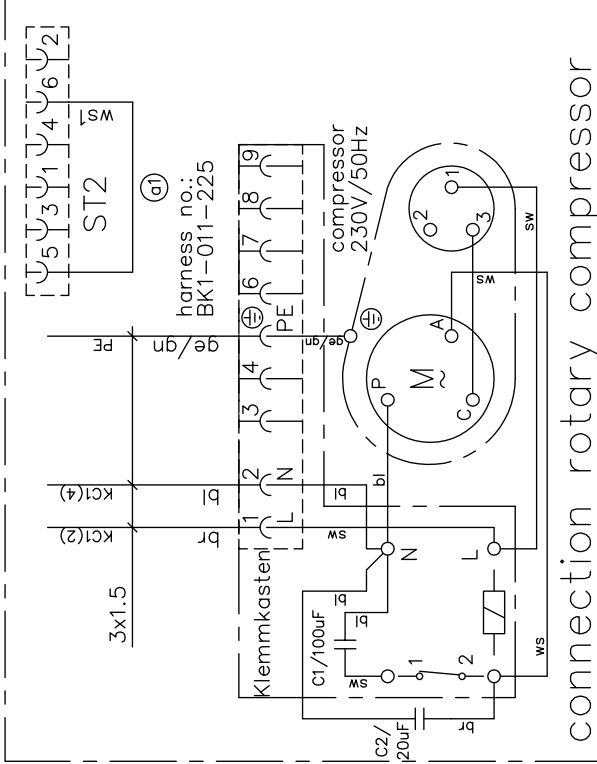 5 3 1 4 6 2
ST2
WS1
a1
harness no.:
BK1-011-225
PE
ge/gn
KC1(4)
bl
KC1(2)
br
3x1.5
Klemmkasten
1 2 3 4 PE 6 7 8 9
L N
compressor
230V/50Hz
sw
bl
ge/gn
C1/100uF
bl
bl
sw
C2/
20uF
br
N
L
1
2
bl
P
M~
C
A
1
2
3
ws
sw
ws
connection rotary compressor